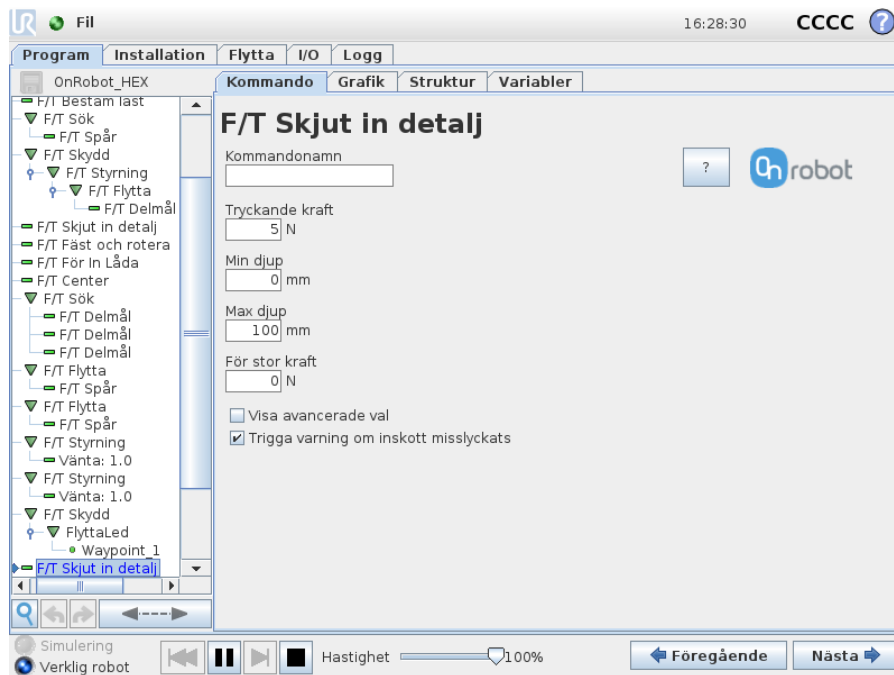 UR Fil 16:28:30 CCCC ?
Program Installation Flytta I/O Logg
OnRobot_HEX
Kommando Grafik Struktur Variabler
F/T Bestäm last
F/T Sök
F/T Spår
F/T Skydd
F/T Styrning
F/T Flytta
F/T Delmål
F/T Skjut in detalj
F/T Fäst och rotera
F/T För In Låda
F/T Center
F/T Sök
F/T Delmål
F/T Delmål
F/T Delmål
F/T Flytta
F/T Spår
F/T Flytta
F/T Spår
F/T Styrning
Vänta: 1.0
F/T Styrning
Vänta: 1.0
F/T Skydd
FlyttaLed
Waypoint_1
F/T Skjut in detalj
F/T Skjut in detalj
Kommandonamn
? On robot
Tryckande kraft
5 N
Min djup
0 mm
Max djup
100 mm
För stor kraft
0 N
Visa avancerade val
Trigga varning om inskott misslyckats
Simulering
Verklig robot
Hastighet 100%
Föregående Nästa